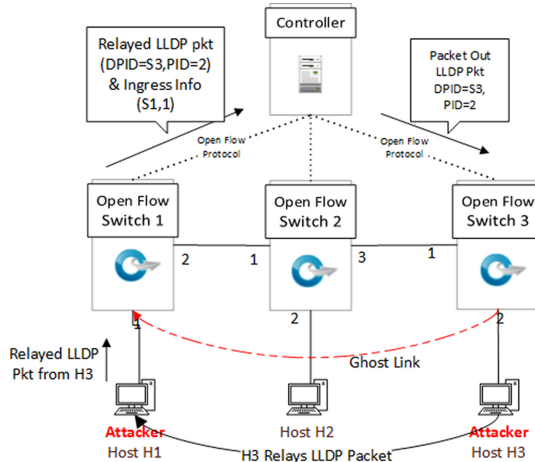 Controller
Relayed LLDP pkt
(DPID=S3,PID=2)
& Ingress Info
(S1,1)
Packet Out
LLDP Pkt
DPID=S3,
PID=2
Open Flow
Protocol
Open Flow
Protocol
Open Flow
Switch 1
Open Flow
Switch 2
Open Flow
Switch 3
2
1
3
1
1
2
2
Ghost Link
Relayed LLDP
Pkt from H3
Attacker
Host H1
Host H2
Attacker
Host H3
H3 Relays LLDP Packet